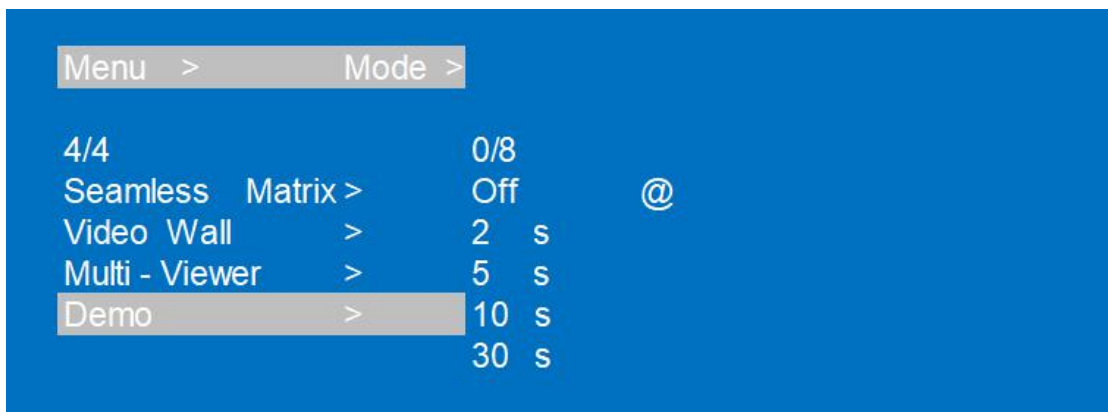 Menu > Mode >
4/4 0/8
Seamless Matrix > Off @
Video Wall > 2 s
Multi - Viewer > 5 s
Demo > 10 s
30 s